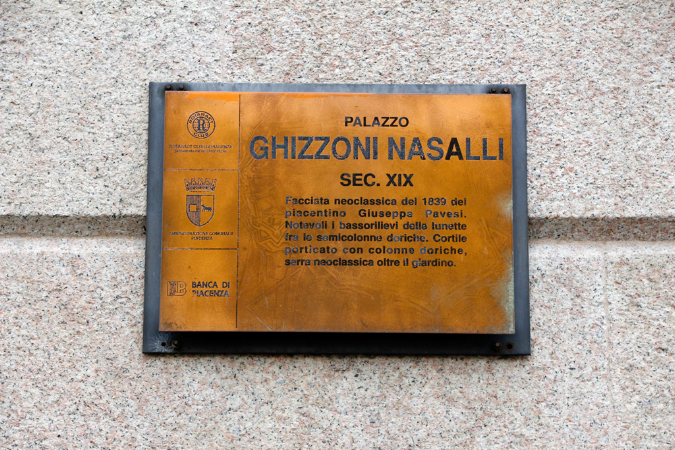 PALAZZO
GHIZZONI NASALLI
SEC. XIX
Facciata neoclassica del 1839 del
piacentino Giuseppe Pavesi.
Notevoli i bassorilievi delle lunette
fra le semicolonne doriche. Cortile
porticato con colonne doriche,
serra neoclassica oltre il giardino.
BANCA DI
PIACENZA